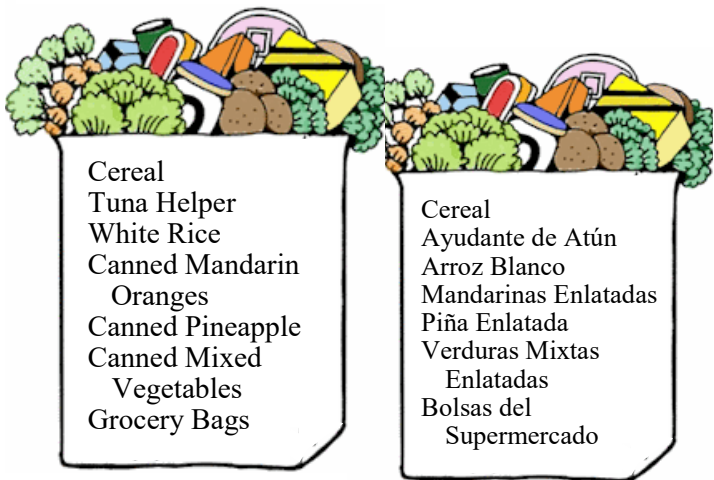 Cereal
Tuna Helper
White Rice
Canned Mandarin
Oranges
Canned Pineapple
Canned Mixed
Vegetables
Grocery Bags
Cereal
Ayudante de Atún
Arroz Blanco
Mandarinas Enlatadas
Piña Enlatada
Verduras Mixtas
Enlatadas
Bolsas del
Supermercado